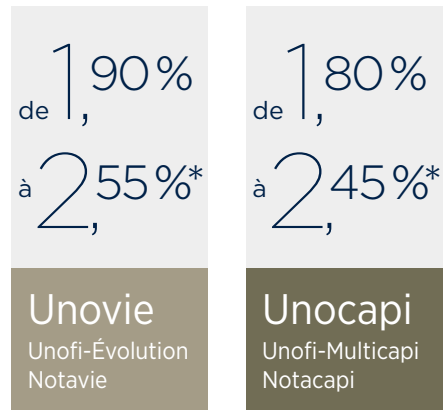 de 1,90 %
à 2,55 %*
Unovie
Unofi-Évolution
Notavie
de 1,80 %
à 2,45 %*
Unocapi
Unofi-Multicapi
Notacapi